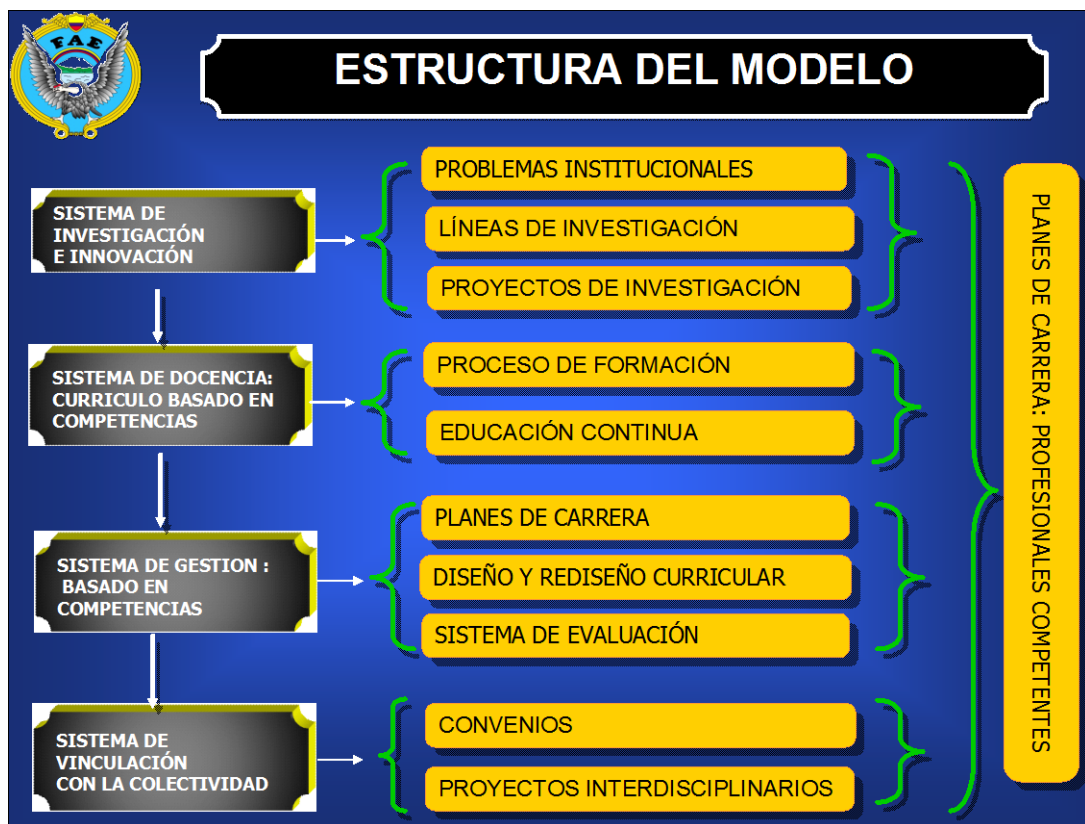 FAE
ESTRUCTURA DEL MODELO
SISTEMA DE
INVESTIGACIÓN
E INNOVACIÓN
PROBLEMAS INSTITUCIONALES
LÍNEAS DE INVESTIGACIÓN
PROYECTOS DE INVESTIGACIÓN
SISTEMA DE DOCENCIA:
CURRICULO BASADO EN
COMPETENCIAS
PROCESO DE FORMACIÓN
EDUCACIÓN CONTINUA
SISTEMA DE GESTION :
BASADO EN
COMPETENCIAS
PLANES DE CARRERA
DISEÑO Y REDISEÑO CURRICULAR
SISTEMA DE EVALUACIÓN
SISTEMA DE
VINCULACIÓN
CON LA COLECTIVIDAD
CONVENIOS
PROYECTOS INTERDISCIPLINARIOS
PLANES DE CARRERA: PROFESIONALES COMPETENTES